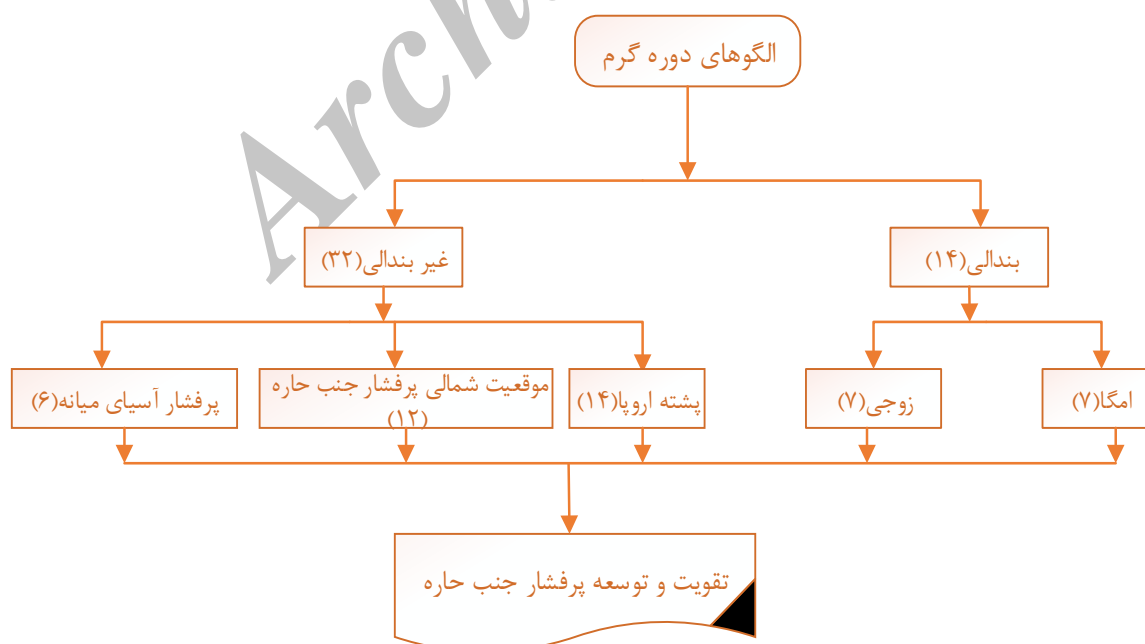 الگوهای دوره گرم
بندالی(۱۴)
غیر بندالی(۳۲)
امگا(۷)
زوجی(۷)
پشته اروپا(۱۴)
موقعیت شمالی پرفشار جنب حاره
(۱۲)
پرفشار آسیای میانه(۶)
تقویت و توسعه پرفشار جنب حاره
Arch